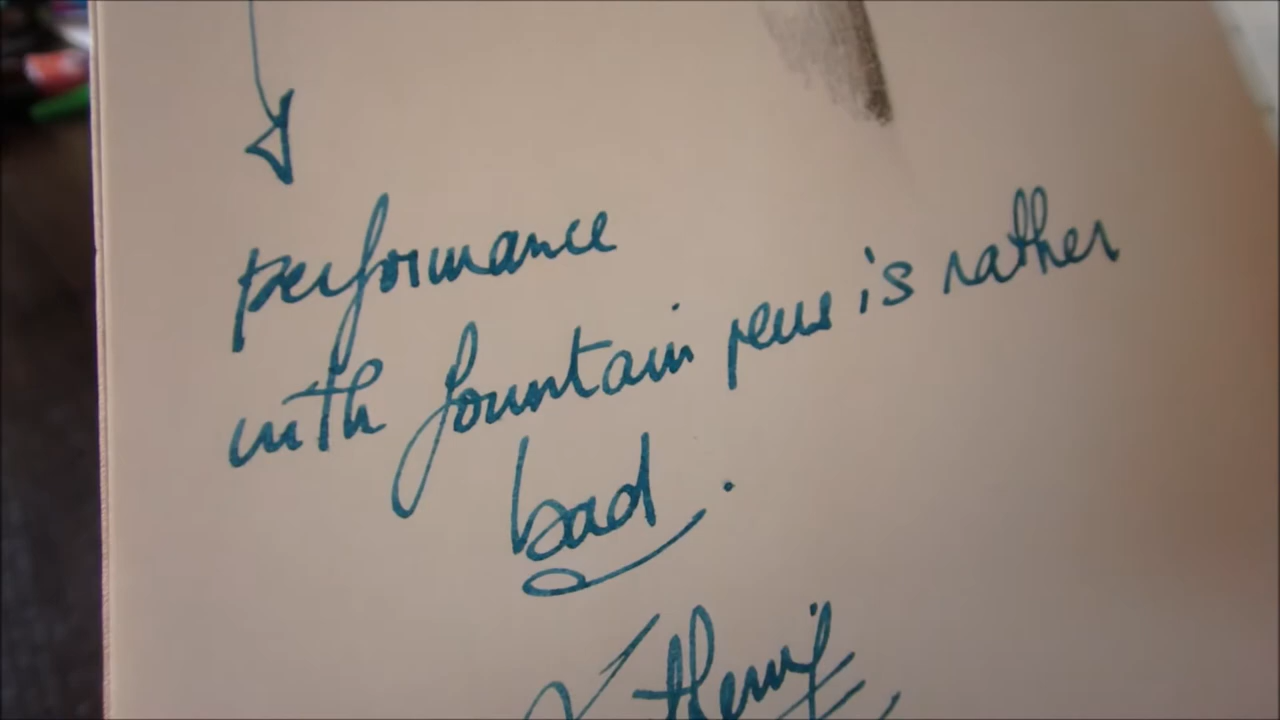 performance
with fountain pens is rather
bad.